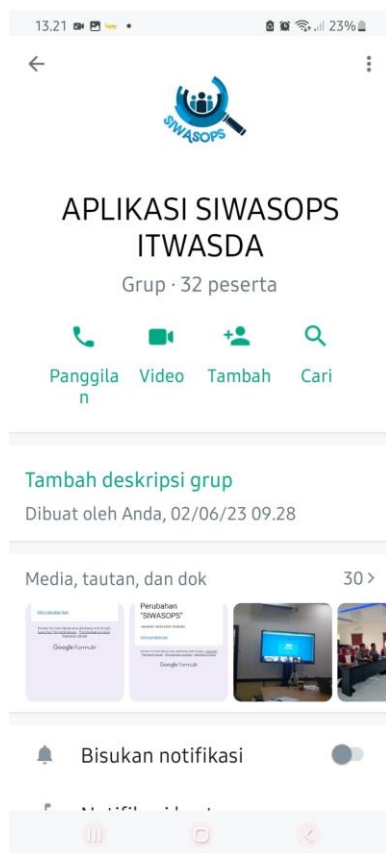 13.21
23%
SIWASOPS
APLIKASI SIWASOPS
ITWASDA
Grup · 32 peserta
Panggila
n
Video
Tambah
Cari
Tambah deskripsi grup
Dibuat oleh Anda, 02/06/23 09.28
Media, tautan, dan dok
30 >
Perubahan
"SIWASOPS"
Google Formulir
Google Formulir
Bisukan notifikasi